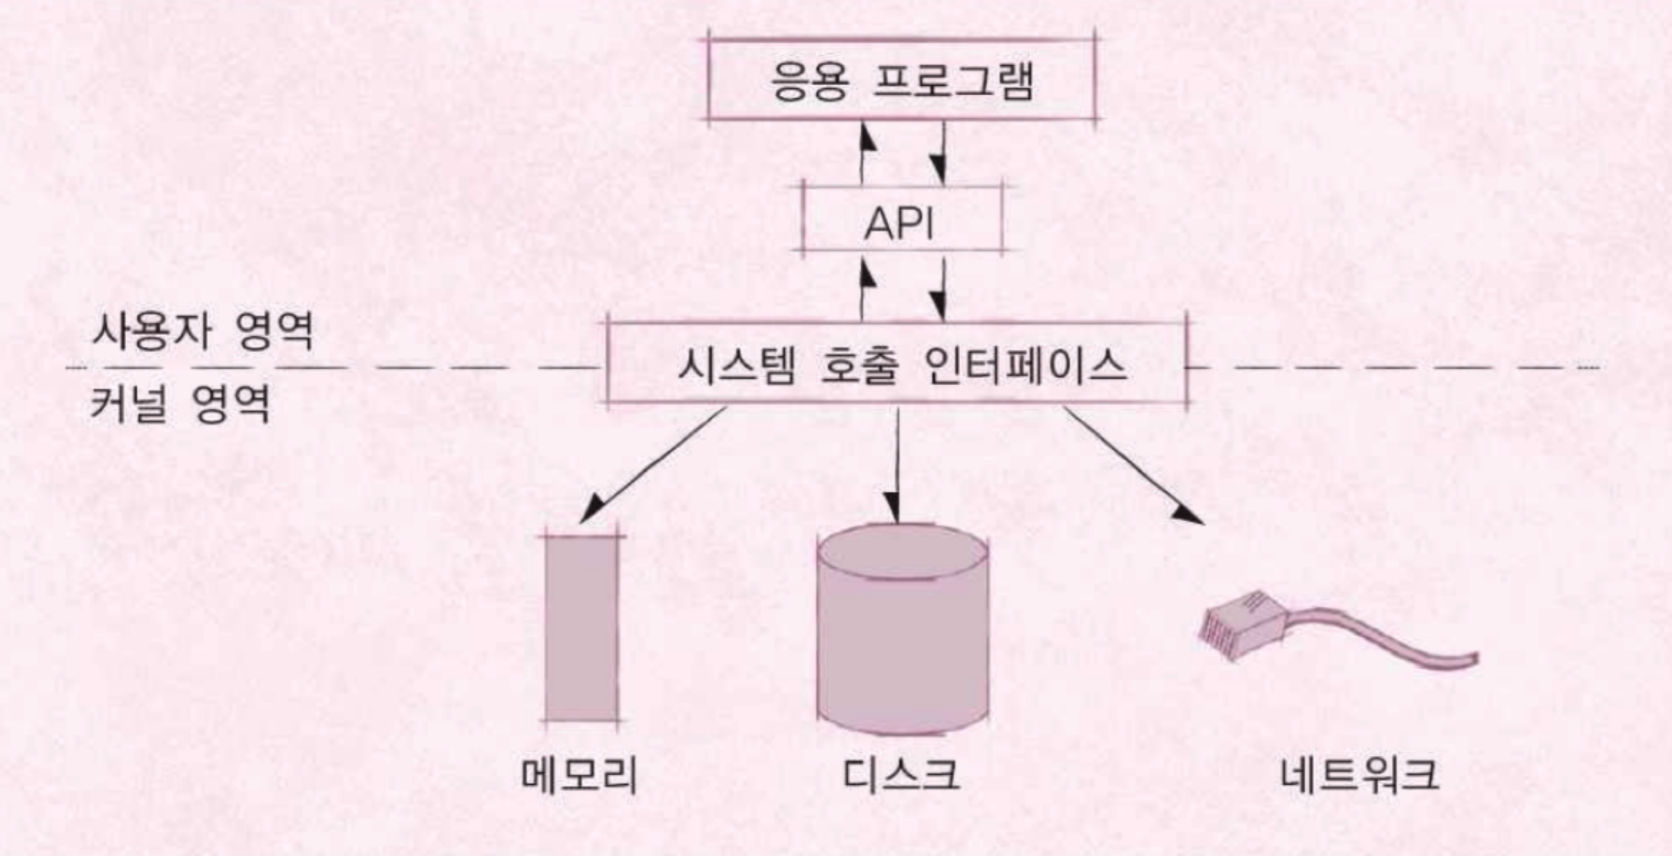 응용 프로그램
API
사용자 영역
시스템 호출 인터페이스
커널 영역
메모리
디스크
네트워크